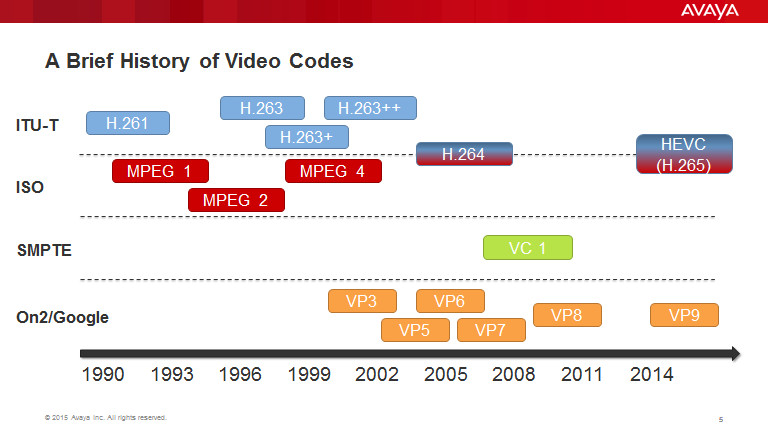 AVAYA
A Brief History of Video Codes
ITU-T
H.261
H.263
H.263+
H.263++
H.264
HEVC
(H.265)
ISO
MPEG 1
MPEG 2
MPEG 4
SMPTE
VC 1
On2/Google
VP3
VP5
VP6
VP7
VP8
VP9
1990 1993 1996 1999 2002 2005 2008 2011 2014
© 2015 Avaya Inc. All rights reserved.
5